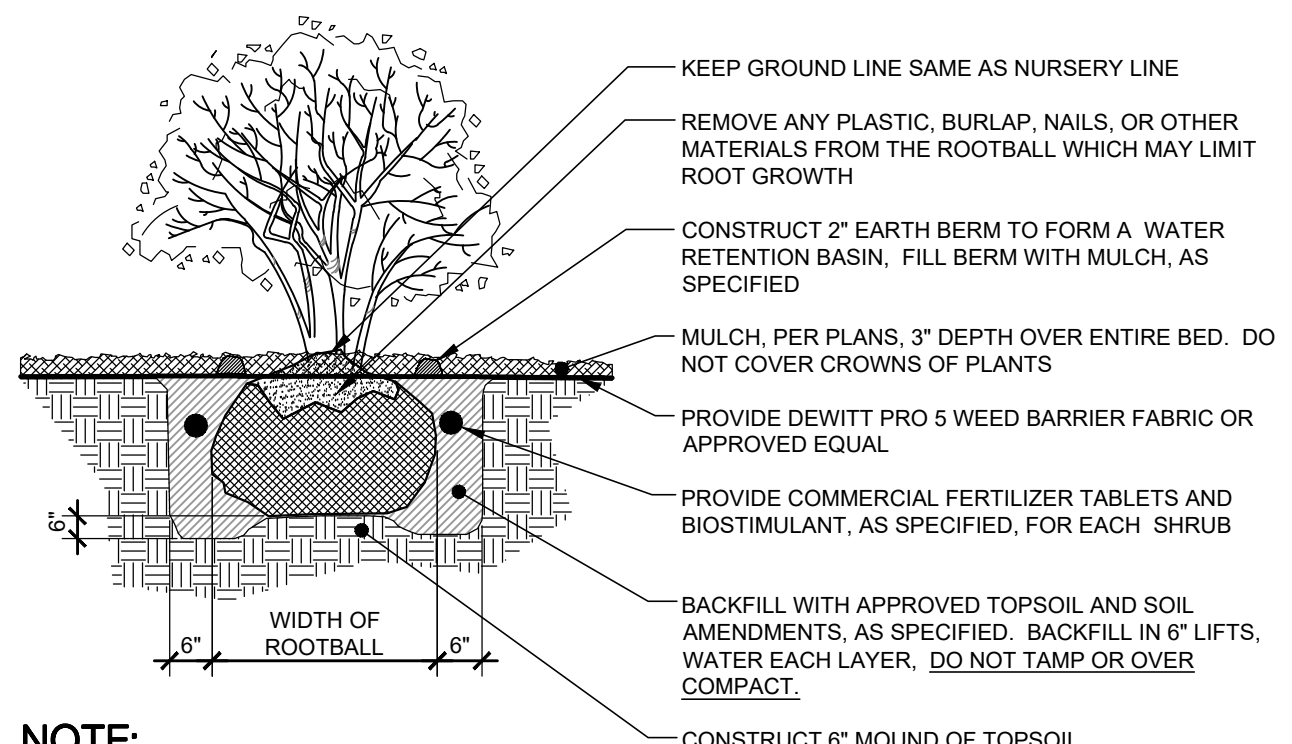 KEEP GROUND LINE SAME AS NURSERY LINE
REMOVE ANY PLASTIC, BURLAP, NAILS, OR OTHER
MATERIALS FROM THE ROOTBALL WHICH MAY LIMIT
ROOT GROWTH
CONSTRUCT 2" EARTH BERM TO FORM A WATER
RETENTION BASIN, FILL BERM WITH MULCH, AS
SPECIFIED
MULCH, PER PLANS, 3" DEPTH OVER ENTIRE BED. DO
NOT COVER CROWNS OF PLANTS
PROVIDE DEWITT PRO 5 WEED BARRIER FABRIC OR
APPROVED EQUAL
PROVIDE COMMERCIAL FERTILIZER TABLETS AND
BIOSTIMULANT, AS SPECIFIED, FOR EACH SHRUB
BACKFILL WITH APPROVED TOPSOIL AND SOIL
AMENDMENTS, AS SPECIFIED. BACKFILL IN 6" LIFTS,
WATER EACH LAYER, DO NOT TAMP OR OVER
COMPACT.
CONSTRUCT 6" MOUND OF TOPSOIL
6"
6"
WIDTH OF
ROOTBALL
6"
NOTE: